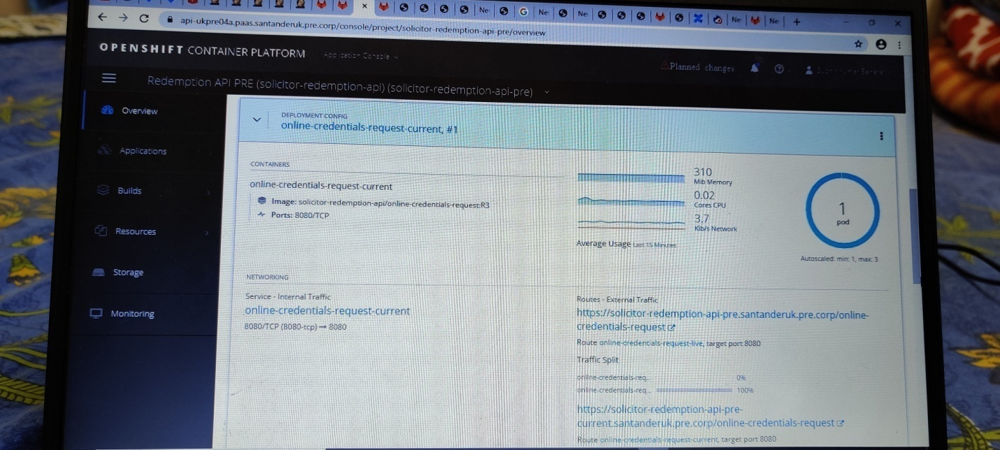 Ne
Ne
Ne
Ne
Ne
api-ukpre04a.paas.santanderuk.pre.corp/console/project/solicitor-redemption-api-pre/overview
OPENSHIFT CONTAINER PLATFORM
Application Console
Planned changes
Redemption API PRE (solicitor-redemption-api) (solicitor-redemption-api-pre)
Overview
Applications
Builds
Resources
Storage
Monitoring
DEPLOYMENT CONFIG
online-credentials-request-current, #1
CONTAINERS
online-credentials-request-current
Image: solicitor-redemption-api/online-credentials-request:R3
Ports: 8080/TCP
310
Mib Memory
0.02
Cores CPU
3.7
Kib/s Network
Average Usage Last 15 Minutes
1
pod
Autoscaled: min: 1, max: 3
NETWORKING
Service - Internal Traffic
online-credentials-request-current
8080/TCP (8080-tcp) → 8080
Routes - External Traffic
https://solicitor-redemption-api-pre.santanderuk.pre.corp/online-
credentials-request
Route online-credentials-request-live, target port 8080
Traffic Split
online-credentials-req... 0%
online-credentials-req... 100%
https://solicitor-redemption-api-pre-
current.santanderuk.pre.corp/online-credentials-request
Route online-credentials-request-current, target port 8080